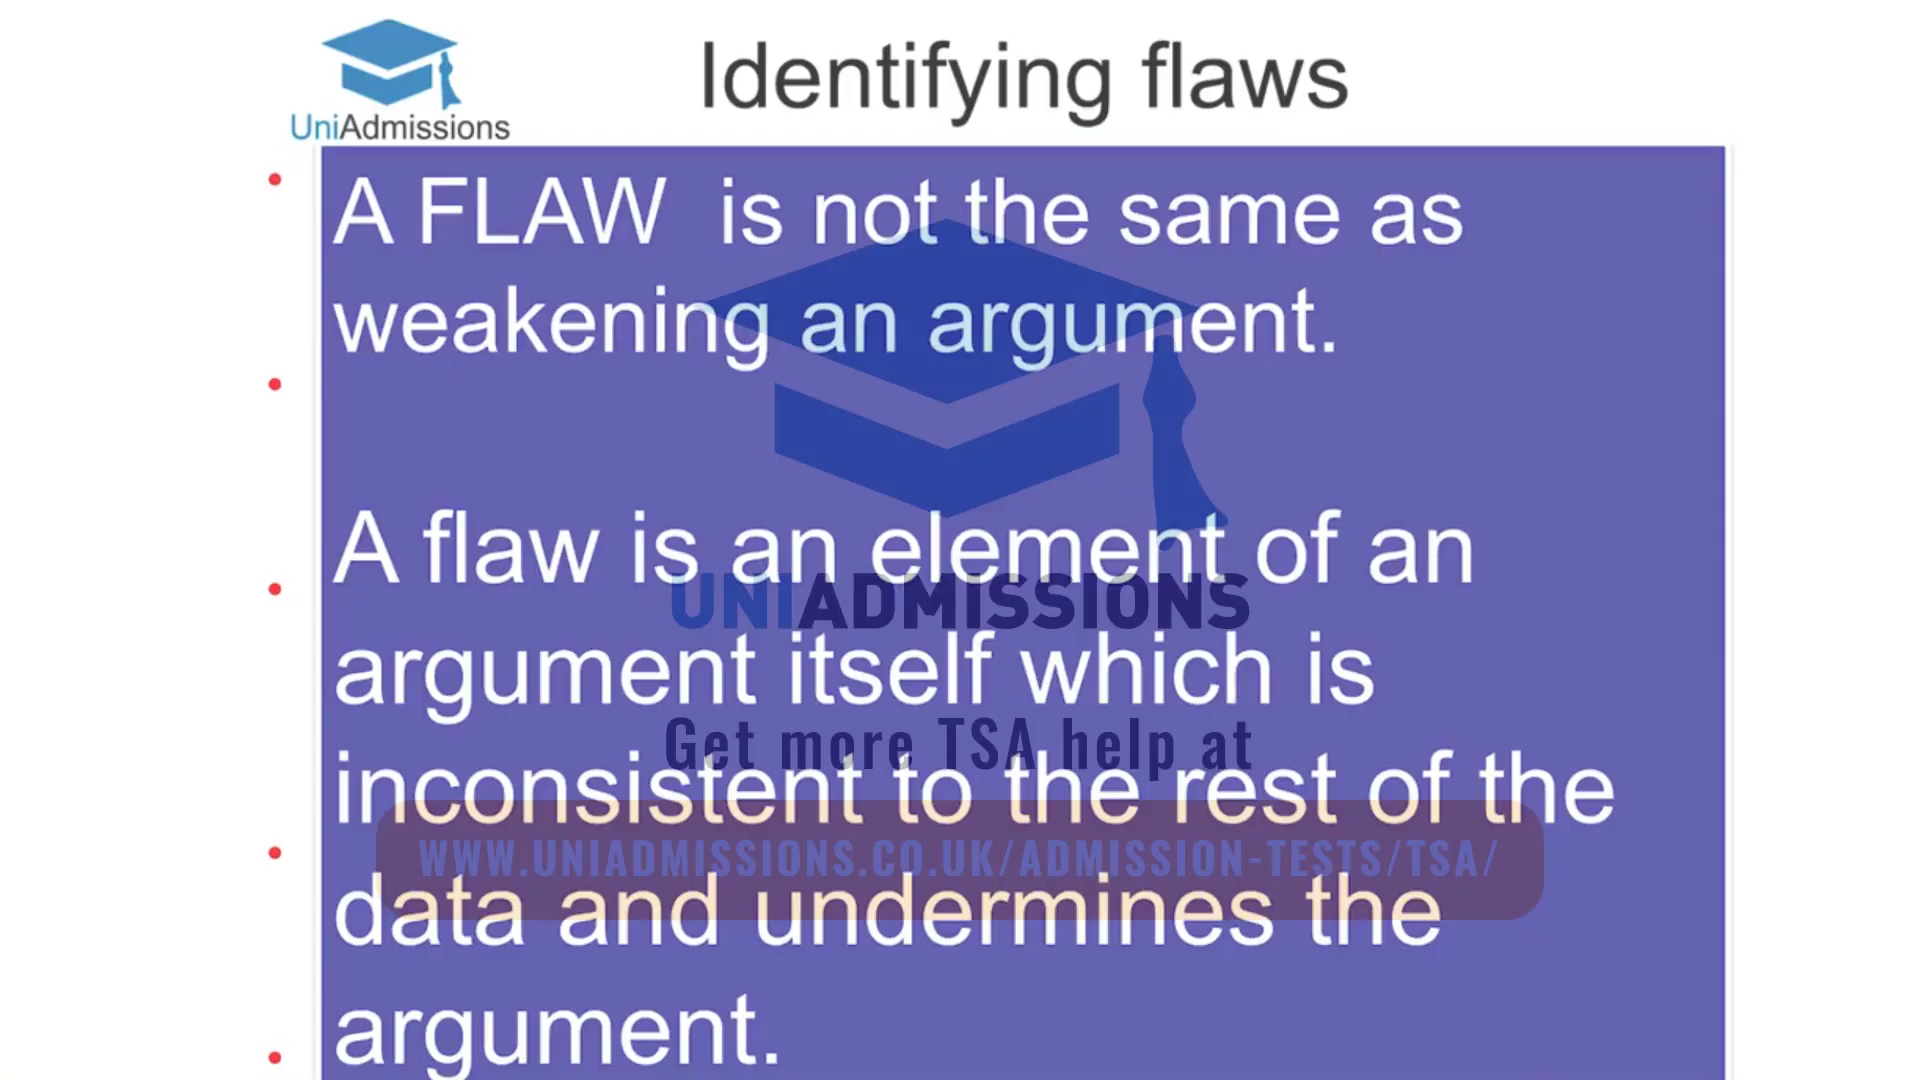 UniAdmissions
Identifying flaws
A FLAW is not the same as
weakening an argument.
A flaw is an element of an
UNIADMISSIONS
argument itself which is
Get more TSA help at
inconsistent to the rest of the
WWW.UNIADMISSIONS.CO.UK/ADMISSION-TESTS/TSA/
data and undermines the
argument.